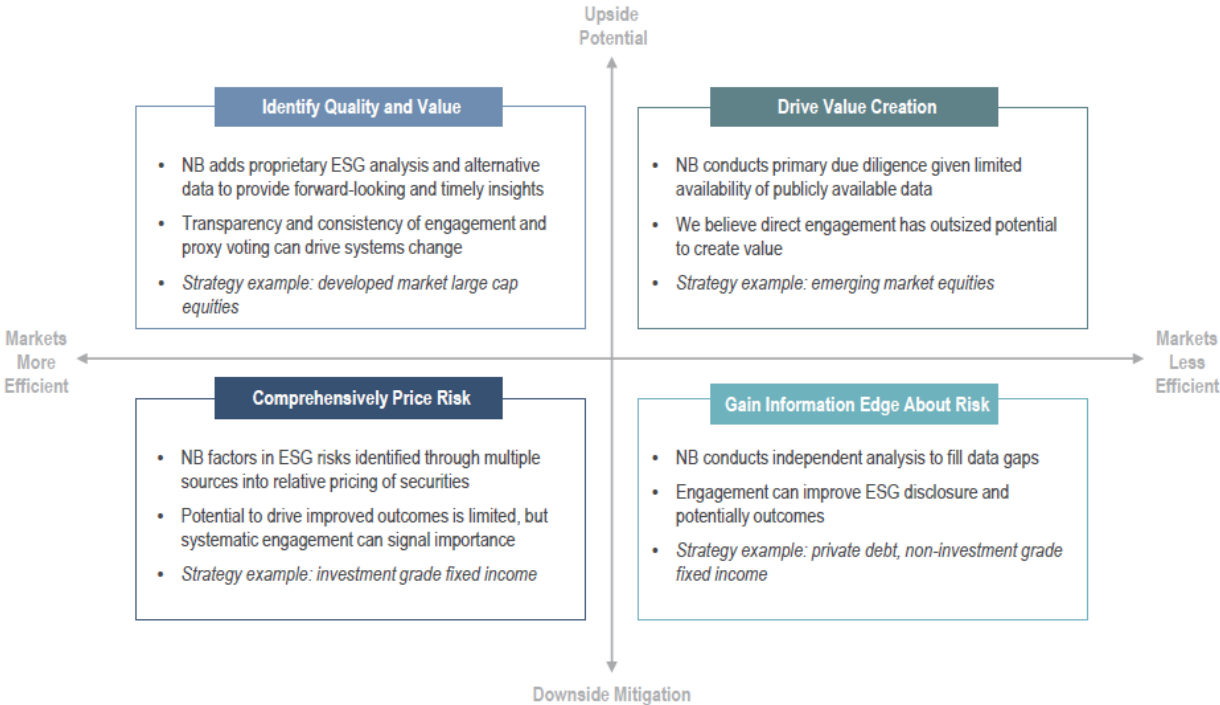 Upside
Potential
Identify Quality and Value
• NB adds proprietary ESG analysis and alternative
data to provide forward-looking and timely insights
• Transparency and consistency of engagement and
proxy voting can drive systems change
• Strategy example: developed market large cap
equities
Drive Value Creation
• NB conducts primary due diligence given limited
availability of publicly available data
• We believe direct engagement has outsized potential
to create value
• Strategy example: emerging market equities
Markets
More
Efficient
Markets
Less
Efficient
Comprehensively Price Risk
• NB factors in ESG risks identified through multiple
sources into relative pricing of securities
• Potential to drive improved outcomes is limited, but
systematic engagement can signal importance
• Strategy example: investment grade fixed income
Gain Information Edge About Risk
• NB conducts independent analysis to fill data gaps
• Engagement can improve ESG disclosure and
potentially outcomes
• Strategy example: private debt, non-investment grade
fixed income
Downside Mitigation